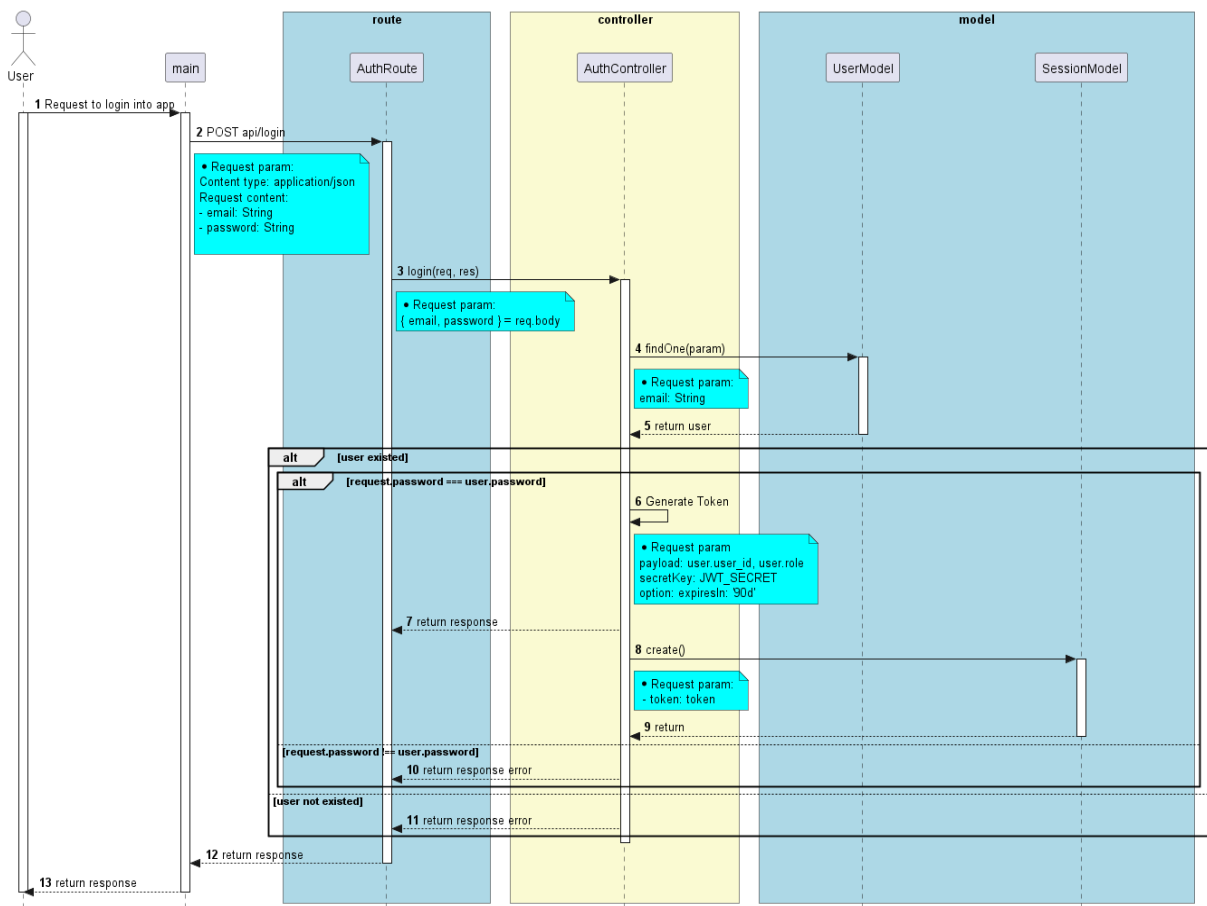 route
controller
model
User
main
AuthRoute
AuthController
UserModel
SessionModel
1 Request to login into app
2 POST api/login
• Request param:
Content type: application/json
Request content:
- email: String
- password: String
3 login(req, res)
• Request param:
{ email, password } = req.body
4 findOne(param)
• Request param:
email: String
5 return user
alt [user existed]
alt [request.password === user.password]
6 Generate Token
• Request param
payload: user.user_id, user.role
secretKey: JWT_SECRET
option: expiresIn: '90d'
7 return response
8 create()
• Request param:
- token: token
9 return
[request.password !== user.password]
10 return response error
[user not existed]
11 return response error
12 return response
13 return response